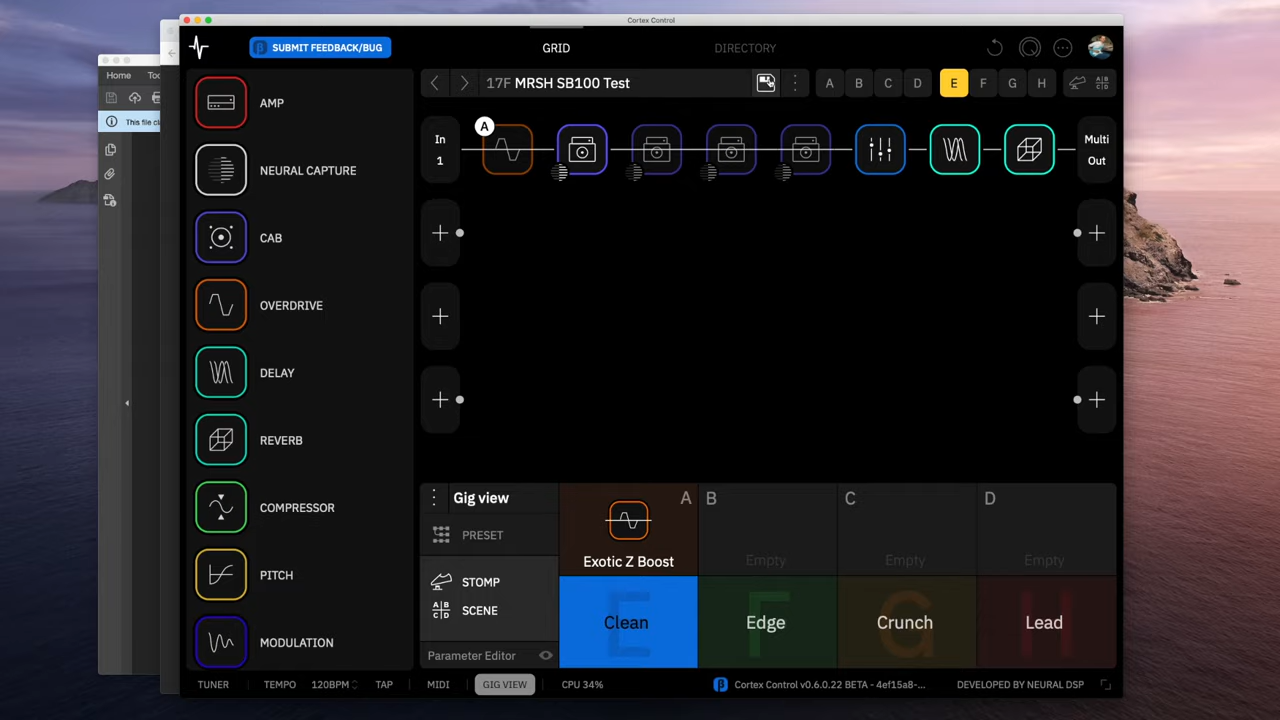 Cortex Control
SUBMIT FEEDBACK/BUG
GRID
DIRECTORY
Home
This file c
AMP
NEURAL CAPTURE
CAB
OVERDRIVE
DELAY
REVERB
COMPRESSOR
PITCH
MODULATION
17F MRSH SB100 Test
A B C D E F G H
A
In
1
Multi
Out
Gig view
PRESET
STOMP
SCENE
Parameter Editor
A
B
C
D
Exotic Z Boost
Empty
Empty
Empty
E
Clean
F
Edge
G
Crunch
H
Lead
TUNER
TEMPO
120BPM
TAP
MIDI
GIG VIEW
CPU 34%
Cortex Control v0.6.0.22 BETA - 4ef15a8-...
DEVELOPED BY NEURAL DSP